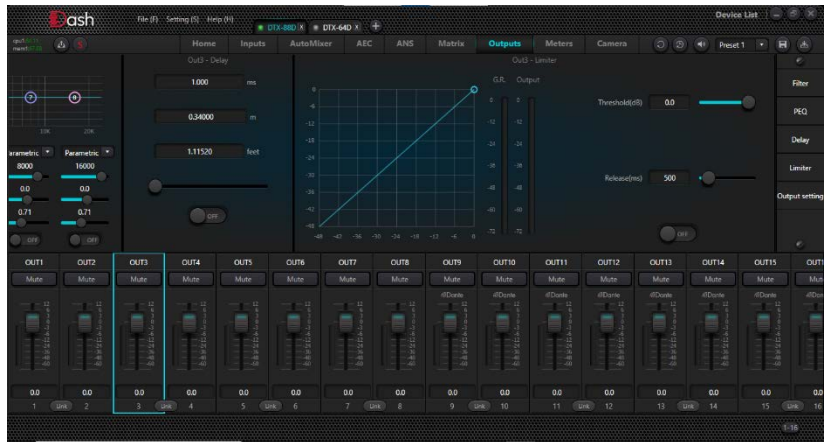 Dash
File (F) Setting (S) Help (H)
DTX-88D X DTX-64D X +
Device List
Home Inputs AutoMixer AEC ANS Matrix Outputs Meters Camera
Preset 1
Out3 - Delay
1.000 ms
0.34000 m
1.11520 feet
OFF
Out3 - Limiter
G.R. Output
Threshold(dB) 0.0
Release(ms) 500
OFF
Filter
PEQ
Delay
Limiter
Output setting
10K 20K
Parametric
8000 16000
0.0 0.0
0.71 0.71
OFF OFF
OUT1 OUT2 OUT3 OUT4 OUT5 OUT6 OUT7 OUT8 OUT9 OUT10 OUT11 OUT12 OUT13 OUT14 OUT15
Mute Mute Mute Mute Mute Mute Mute Mute Mute Mute Mute Mute Mute Mute Mute Mute
Dante Dante Dante Dante Dante Dante Dante
0.0 0.0 0.0 0.0 0.0 0.0 0.0 0.0 0.0 0.0 0.0 0.0 0.0 0.0 0.0 0.0
1 Link 2 3 Link 4 5 Link 6 7 Link 8 9 Link 10 11 Link 12 13 Link 14 15 Link 16
1-16